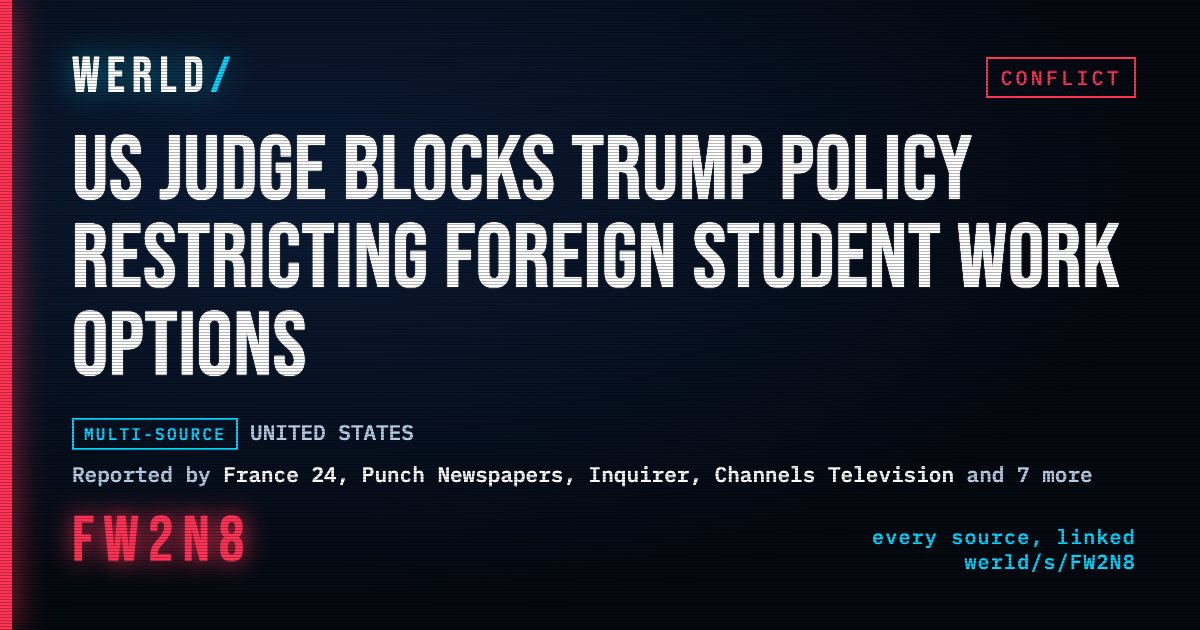 WERLD/
CONFLICT
US JUDGE BLOCKS TRUMP POLICY
RESTRICTING FOREIGN STUDENT WORK
OPTIONS
MULTI-SOURCE UNITED STATES
Reported by France 24, Punch Newspapers, Inquirer, Channels Television and 7 more
FW2N8
every source, linked
werld/s/FW2N8